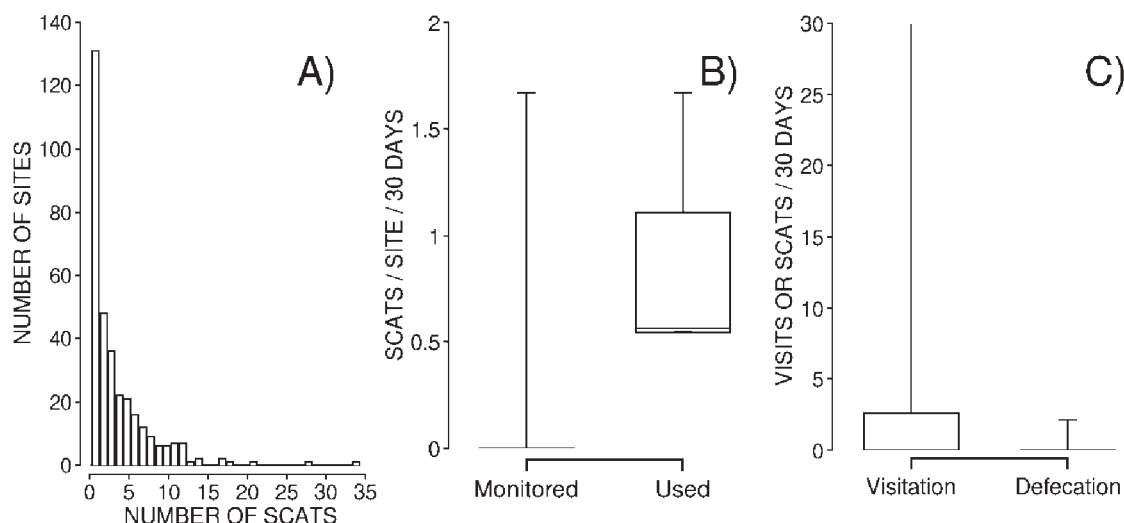 A)
NUMBER OF SITES
140
120
100
80
60
40
20
0
0 5 10 15 20 25 30 35
NUMBER OF SCATS
B)
SCATS / SITE / 30 DAYS
2
1.5
1
0.5
0
Monitored Used
C)
VISITS OR SCATS / 30 DAYS
30
25
20
15
10
5
0
Visitation Defecation